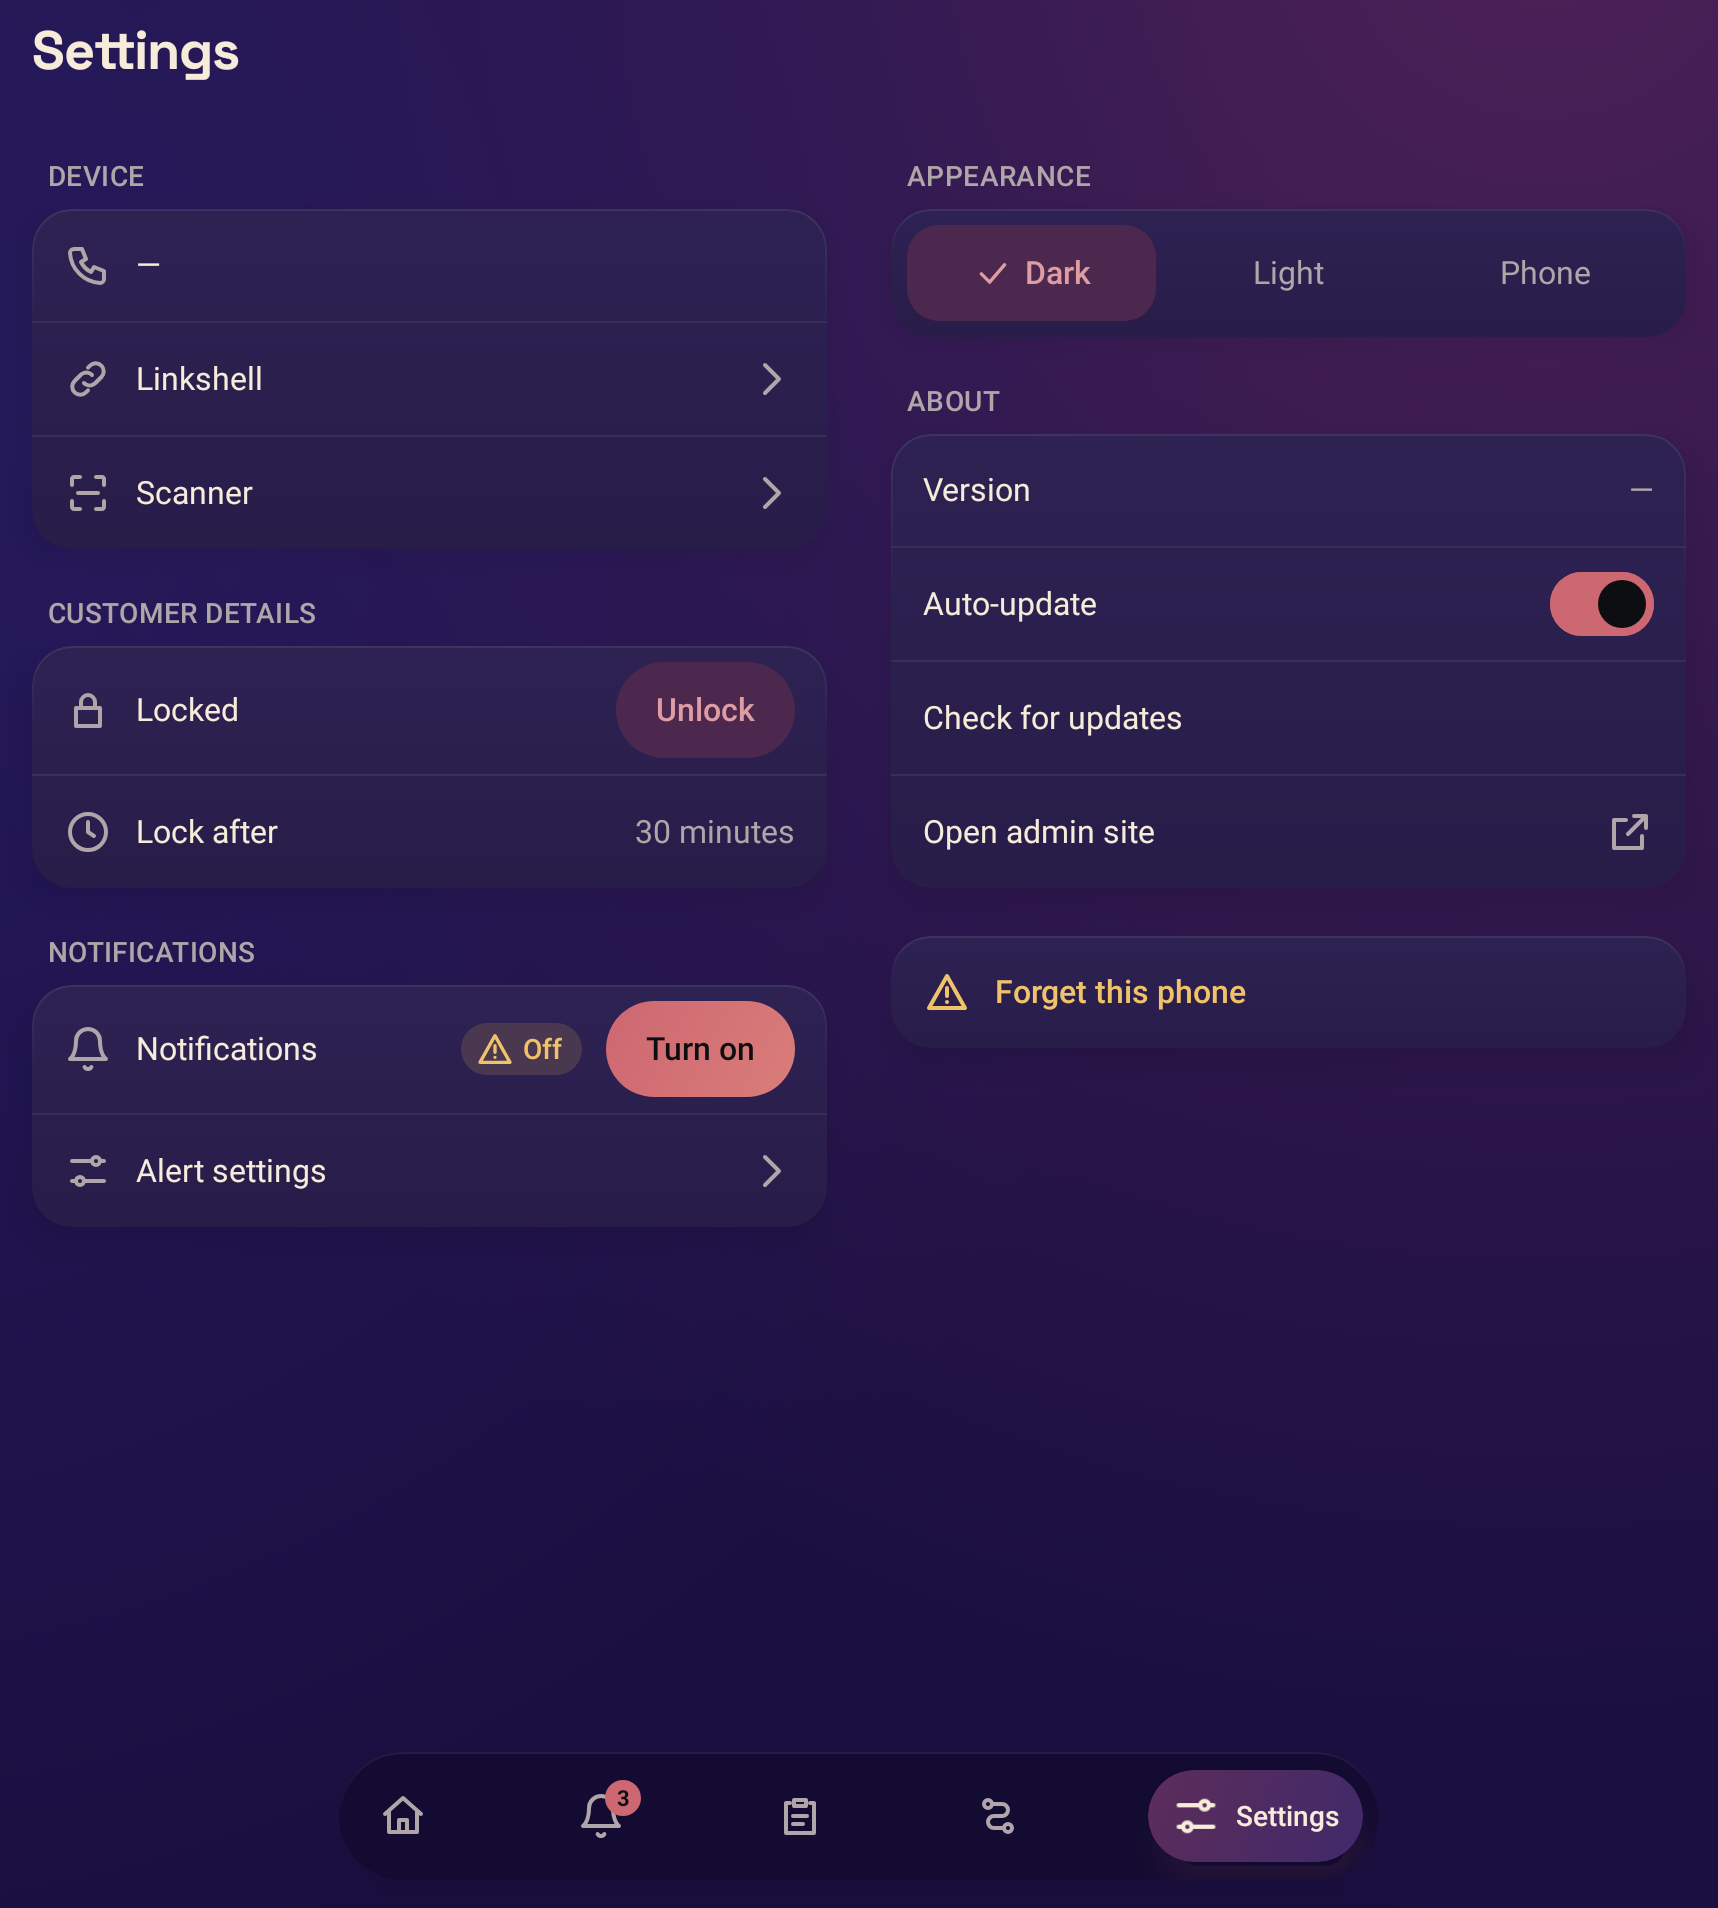 Settings
DEVICE
–
Linkshell
Scanner
CUSTOMER DETAILS
Locked
Unlock
Lock after
30 minutes
NOTIFICATIONS
Notifications
Off
Turn on
Alert settings
APPEARANCE
Dark
Light
Phone
ABOUT
Version
–
Auto-update
Check for updates
Open admin site
Forget this phone
3
Settings